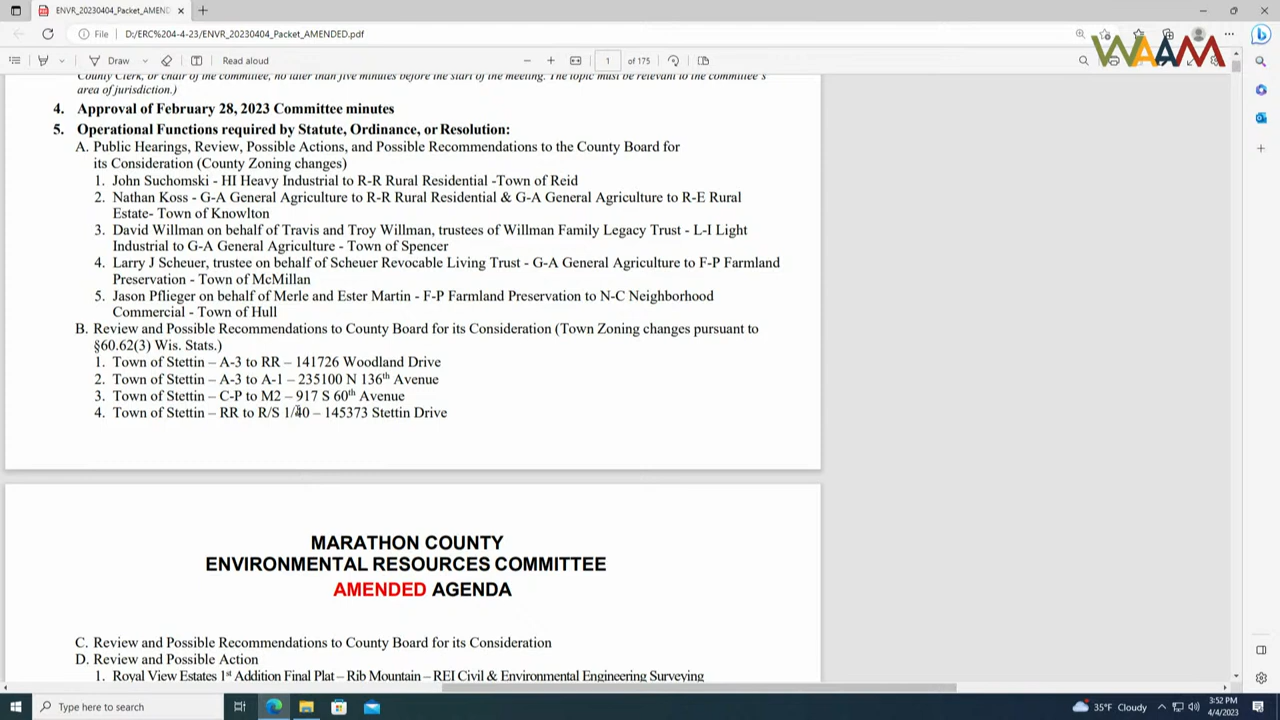 ENVR_20230404_Packet_AMEND
File
D:/ERC%204-4-23/ENVR_20230404_Packet_AMENDED.pdf
WAAM
Draw
Read aloud
1
of 175
County Clerk, or chair of the committee, no later than five minutes before the start of the meeting. The topic must be relevant to the committee's
area of jurisdiction.)
4. Approval of February 28, 2023 Committee minutes
5. Operational Functions required by Statute, Ordinance, or Resolution:
A. Public Hearings, Review, Possible Actions, and Possible Recommendations to the County Board for
its Consideration (County Zoning changes)
1. John Suchomski - HI Heavy Industrial to R-R Rural Residential -Town of Reid
2. Nathan Koss - G-A General Agriculture to R-R Rural Residential & G-A General Agriculture to R-E Rural
Estate- Town of Knowlton
3. David Willman on behalf of Travis and Troy Willman, trustees of Willman Family Legacy Trust - L-I Light
Industrial to G-A General Agriculture - Town of Spencer
4. Larry J Scheuer, trustee on behalf of Scheuer Revocable Living Trust - G-A General Agriculture to F-P Farmland
Preservation - Town of McMillan
5. Jason Pflieger on behalf of Merle and Ester Martin - F-P Farmland Preservation to N-C Neighborhood
Commercial - Town of Hull
B. Review and Possible Recommendations to County Board for its Consideration (Town Zoning changes pursuant to
§60.62(3) Wis. Stats.)
1. Town of Stettin – A-3 to RR – 141726 Woodland Drive
2. Town of Stettin – A-3 to A-1 – 235100 N 136th Avenue
3. Town of Stettin – C-P to M2 – 917 S 60th Avenue
4. Town of Stettin – RR to R/S 1/40 – 145373 Stettin Drive
MARATHON COUNTY
ENVIRONMENTAL RESOURCES COMMITTEE
AMENDED AGENDA
C. Review and Possible Recommendations to County Board for its Consideration
D. Review and Possible Action
1. Royal View Estates 1st Addition Final Plat – Rib Mountain – REI Civil & Environmental Engineering Surveying
Type here to search
35°F Cloudy
3:52 PM
4/4/2023